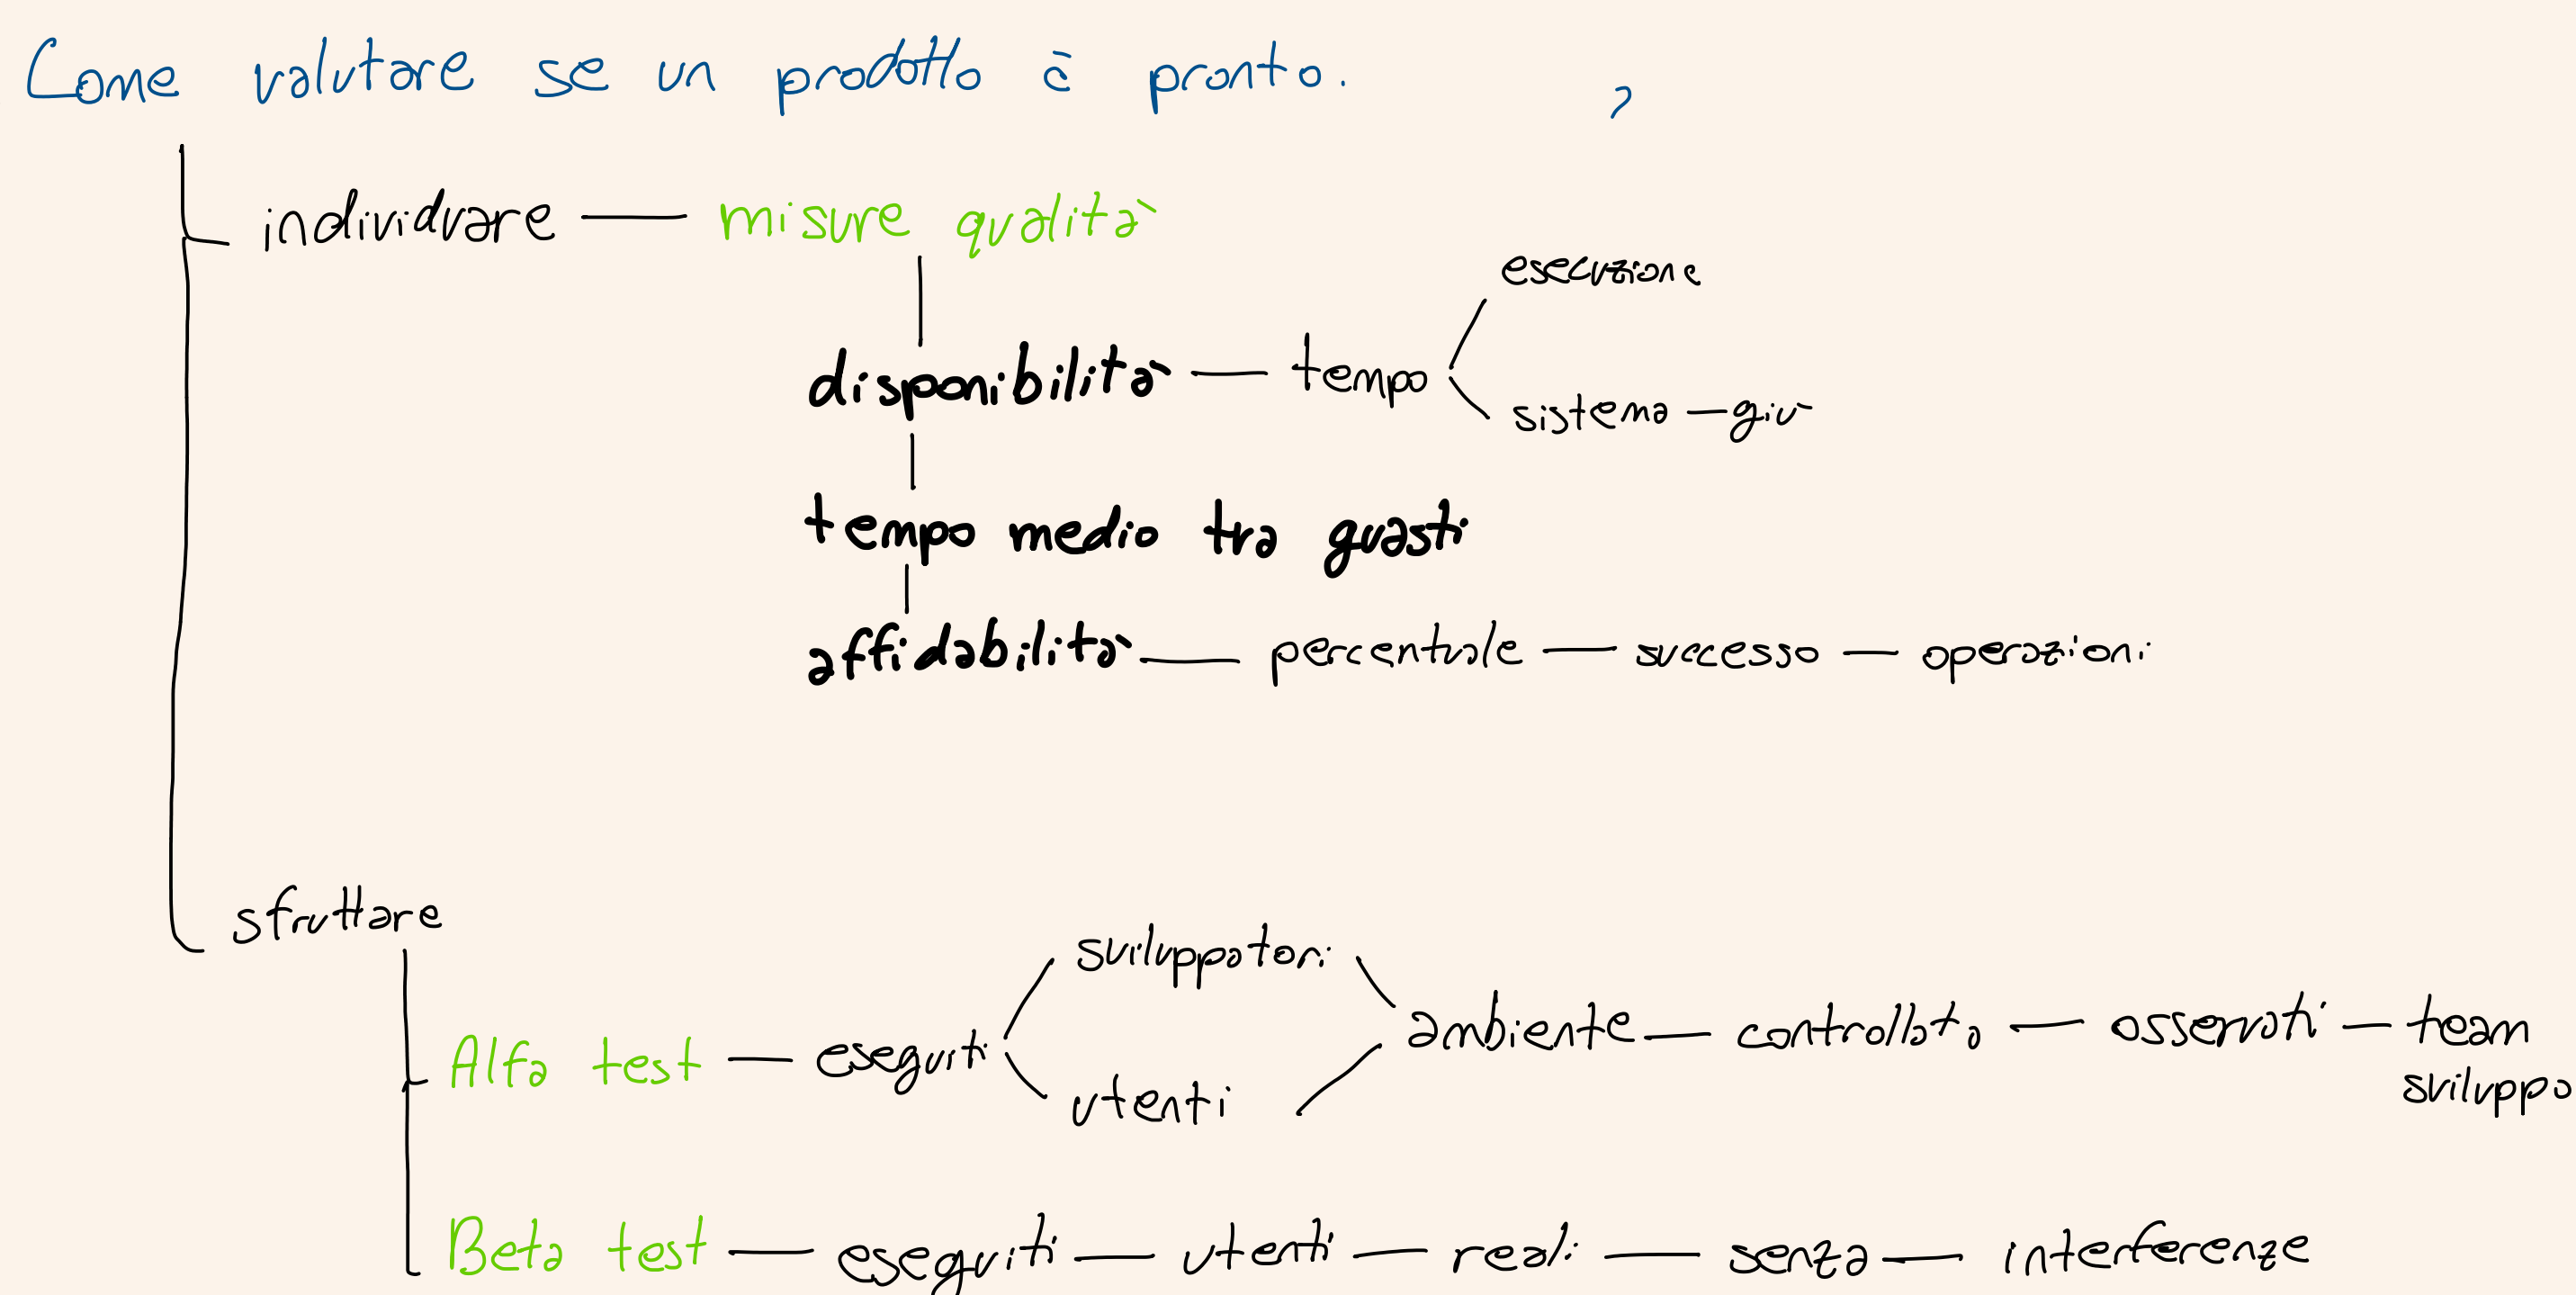 Come valutare se un prodotto è pronto. ?
individuare — misure qualità
esecuzione
disponibilità — tempo
sistema — giù
tempo medio tra guasti
affidabilità — percentuale — successo — operazioni
sfruttare
sviluppatori
ambiente — controllato — osservati — team
Alfa test — eseguiti
utenti
sviluppo
Beta test — eseguiti — utenti — reali — senza — interferenze